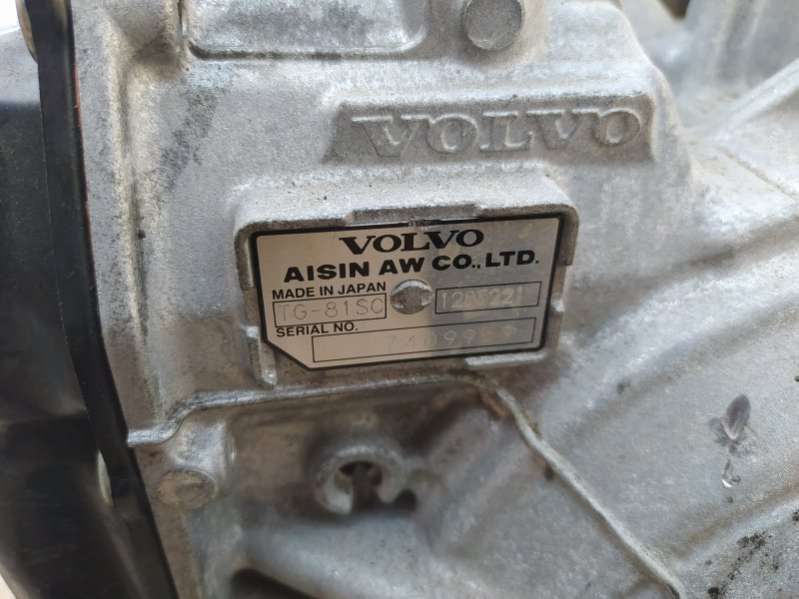 VOLVO
VOLVO
AISIN AW CO.,LTD.
MADE IN JAPAN
TG-81SC
SERIAL NO.